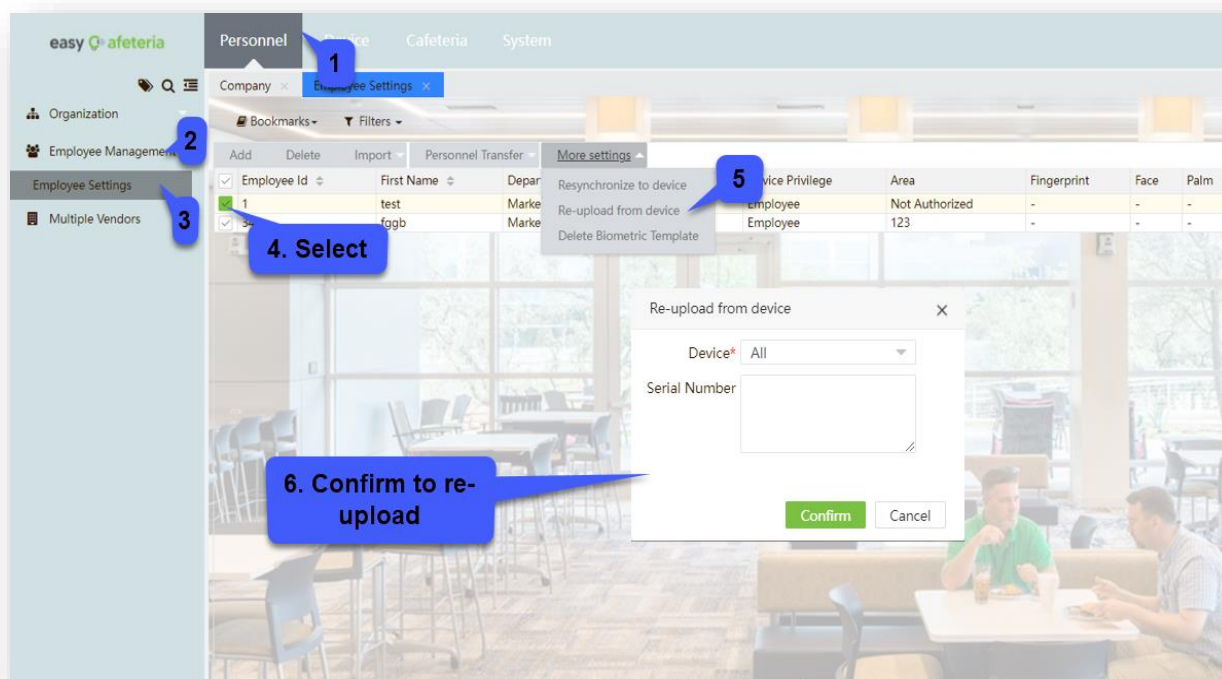 easy Cafeteria
Personnel
Cafeteria
System
1
Company
Settings
Organization
Bookmarks
Filters
2
Employee Management
Add
Delete
Import
Personnel Transfer
More settings
Employee Settings
Employee Id
First Name
Resynchronize to device
5
Privilege
Area
Fingerprint
Face
Palm
1
test
Re-upload from device
Employee
Not Authorized
-
-
-
Multiple Vendors
3
fggb
Delete Biometric Template
Employee
123
-
-
-
4. Select
Re-upload from device
Device*
All
Serial Number
6. Confirm to re-
upload
Confirm
Cancel